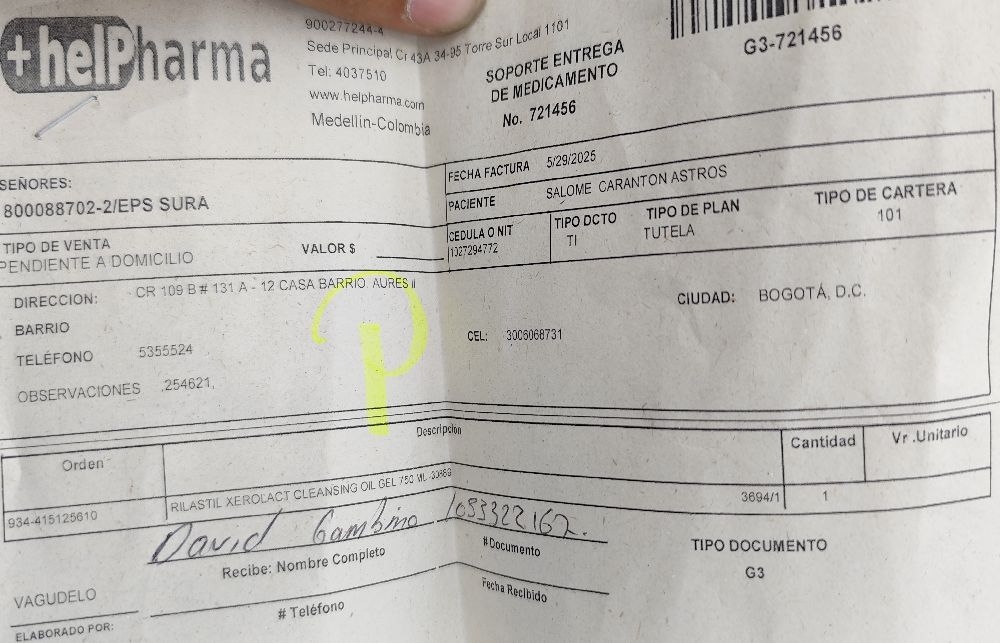 +helPharma
900277244-4
Sede Principal Cr 43A 34-95 Torre Sur Local 1101
Tel: 4037510
www.helpharma.com
Medellin-Colombia
SOPORTE ENTREGA
DE MEDICAMENTO
No. 721456
G3-721456
SEÑORES:
800088702-2/EPS SURA
FECHA FACTURA 5/29/2025
PACIENTE SALOME CARANTON ASTROS
TIPO DE VENTA
PENDIENTE A DOMICILIO
VALOR $
CEDULA O NIT
1027294772
TIPO DCTO
TI
TIPO DE PLAN
TUTELA
TIPO DE CARTERA
101
DIRECCION: CR 109 B # 131 A - 12 CASA BARRIO AURES II
BARRIO
TELÉFONO 5355524
OBSERVACIONES .254621,
CIUDAD: BOGOTÁ, D.C.
CEL: 3006068731
P
Orden Descripcion Cantidad Vr .Unitario
934-415125610 RILASTIL XEROLACT CLEANSING OIL GEL 750 ML 3694/1 1
David Gambino 1053322162.
Recibe: Nombre Completo #Documento
TIPO DOCUMENTO
G3
VAGUDELO
ELABORADO POR:
# Teléfono
Fecha Recibido